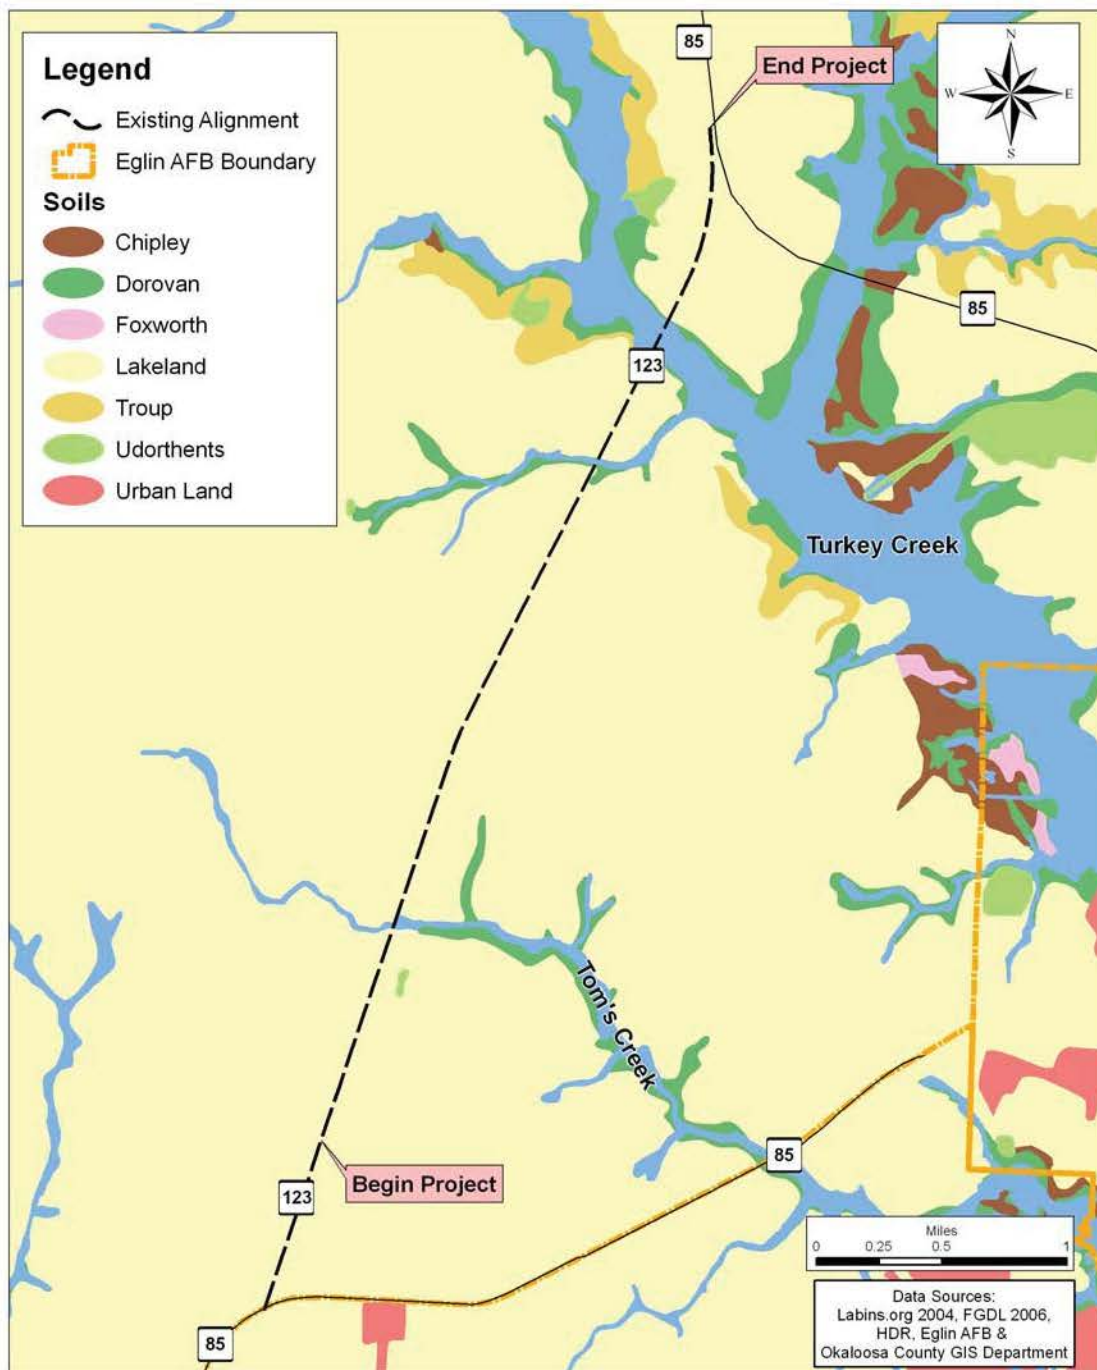 Legend
Existing Alignment
Eglin AFB Boundary
Soils
Chipley
Dorovan
Foxworth
Lakeland
Troup
Udorthents
Urban Land
85
End Project
N
W
E
S
85
123
Turkey Creek
Tom's Creek
85
Begin Project
123
85
Miles
0
0.25
0.5
1
Data Sources:
Labins.org 2004, FGDL 2006,
HDR, Eglin AFB &
Okaloosa County GIS Department